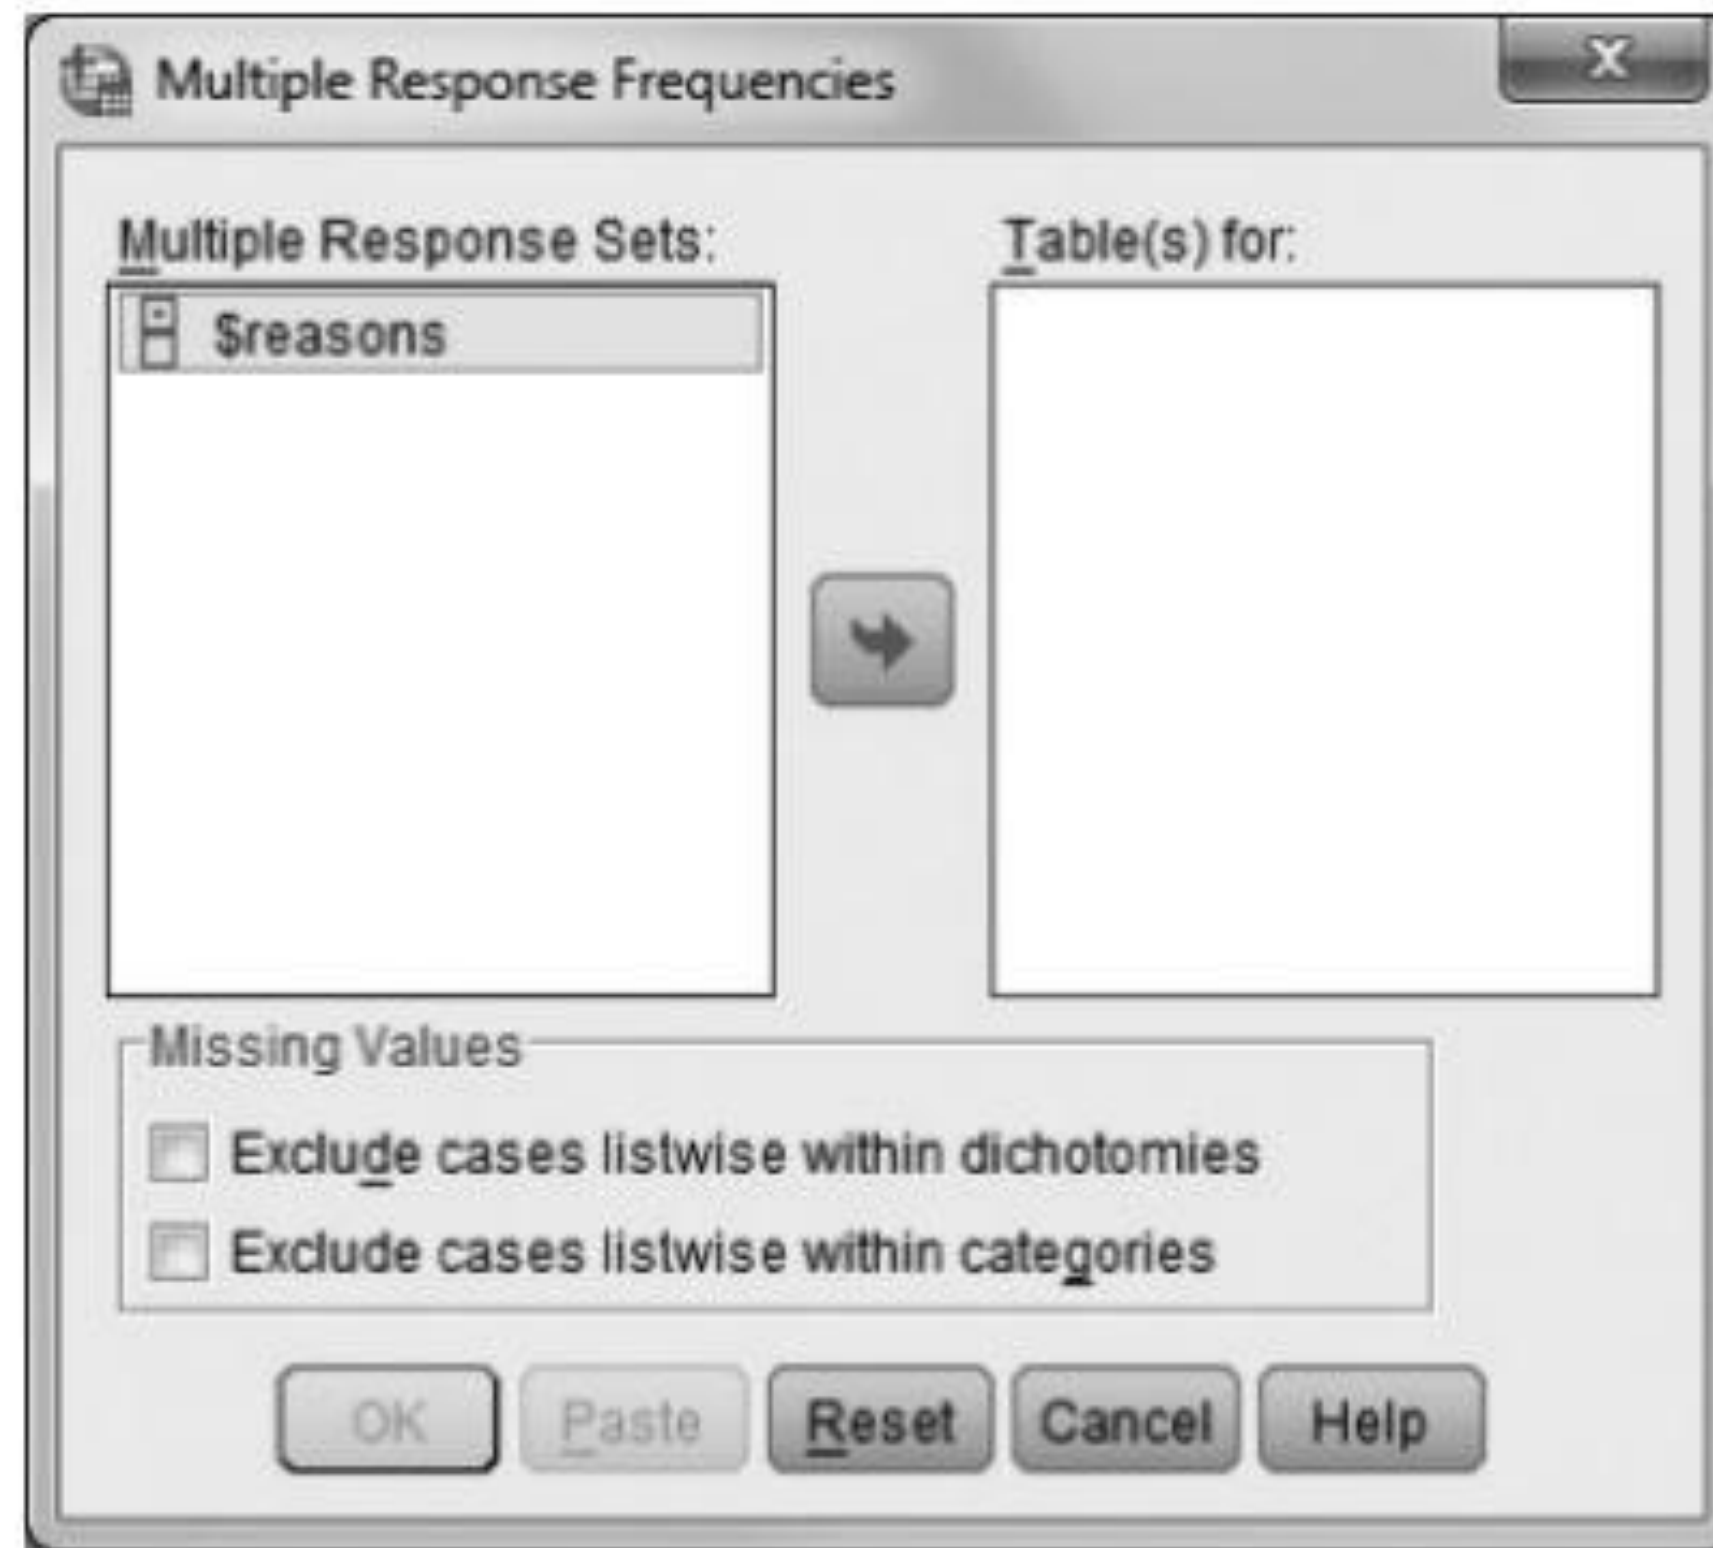 Multiple Response Frequencies
Multiple Response Sets:
Table(s) for:
$reasons
Missing Values
Exclude cases listwise within dichotomies
Exclude cases listwise within categories
OK
Paste
Reset
Cancel
Help